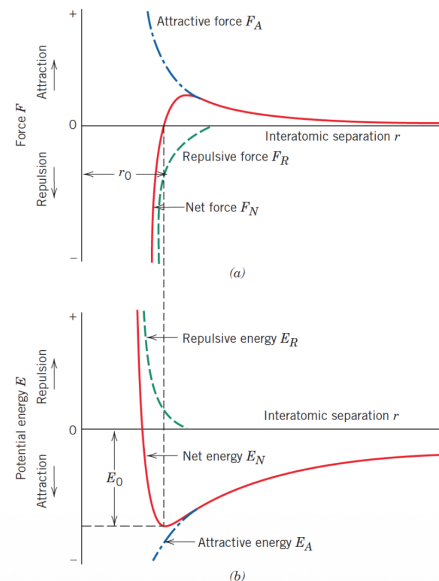 +
Attractive force F_A
Attraction
Force F
0
Interatomic separation r
Repulsion
Repulsive force F_R
r_0
Net force F_N
−
(a)
+
Repulsive energy E_R
Repulsion
Potential energy E
Interatomic separation r
0
Net energy E_N
Attraction
E_0
Attractive energy E_A
−
(b)